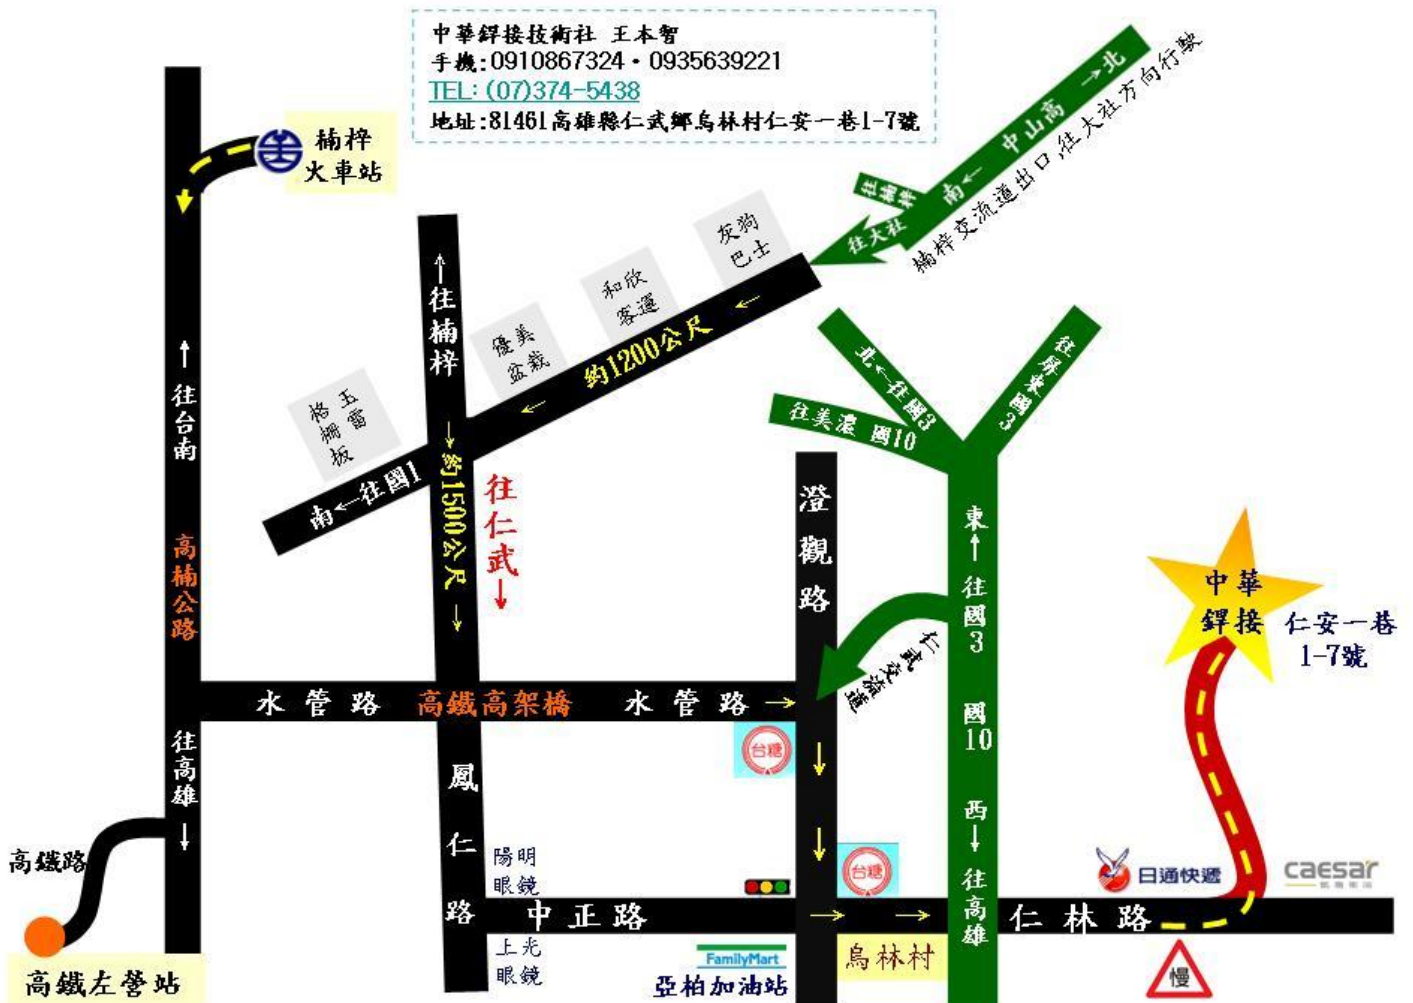 中華銲接技術社 王本智
手機:0910867324・0935639221
TEL: (07)374-5438
地址:81461高雄縣仁武鄉烏林村仁安一巷1-7號
楠梓
火車站
南←中山高→北
楠梓交流道出口,往大社方向行駛
往楠梓
往大社
灰狗
巴士
和欣
客運
優美
盆栽
玉雷
格柵板
←約1200公尺←
南←往國1
↑往楠梓
↓約1500公尺↓
往仁武↓
↑往台南
高楠公路
往高雄↓
北←往國3
往屏東國3
往美濃 國10
東↑往國3
國10
西↓往高雄
澄觀路
仁武交流道
中華
銲接
仁安一巷
1-7號
水管路 高鐵高架橋 水管路→
台糖
鳳仁路
陽明
眼鏡
台糖
日通快遞
caesar
高鐵路
中正路 → → 仁林路
上光
眼鏡
FamilyMart
亞柏加油站
烏林村
慢
高鐵左營站